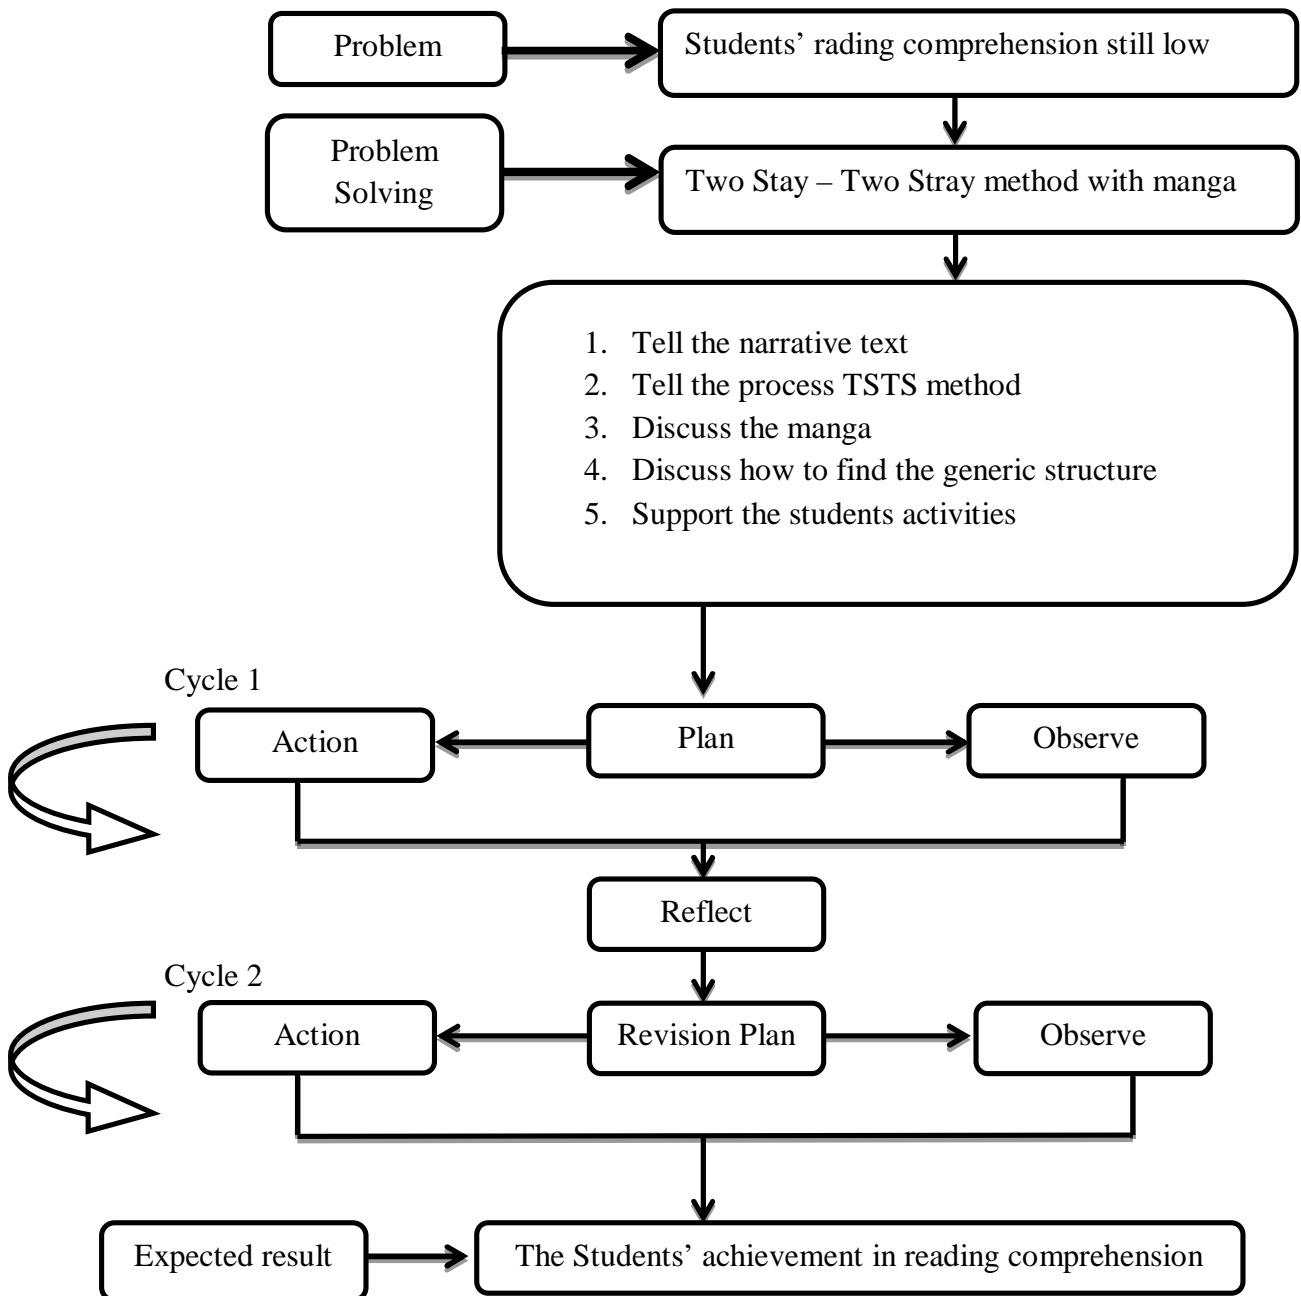 Problem
Students’ rading comprehension still low
Problem
Solving
Two Stay – Two Stray method with manga
1. Tell the narrative text
2. Tell the process TSTS method
3. Discuss the manga
4. Discuss how to find the generic structure
5. Support the students activities
Cycle 1
Action
Plan
Observe
Reflect
Cycle 2
Action
Revision Plan
Observe
Expected result
The Students’ achievement in reading comprehension